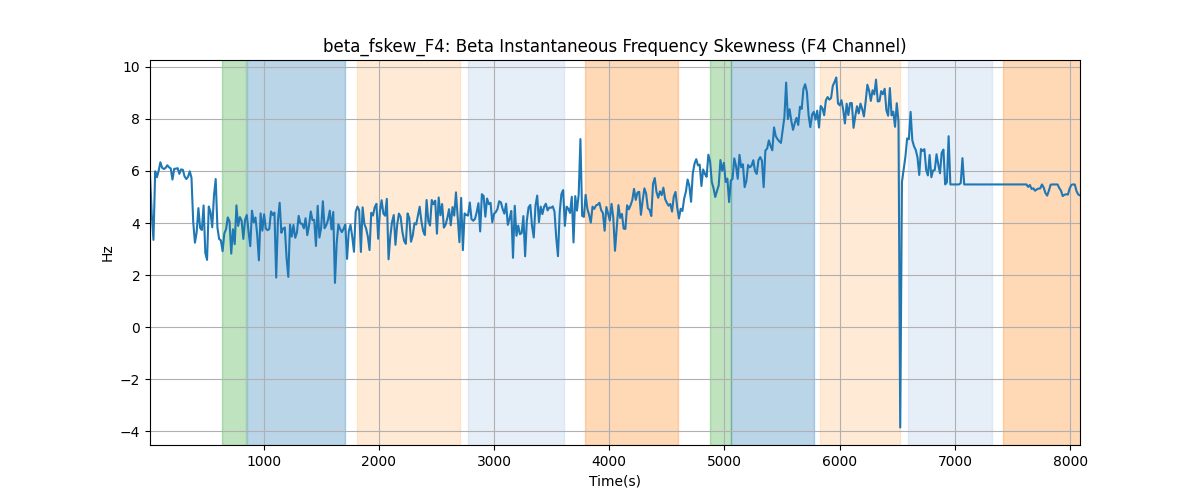 beta_fskew_F4: Beta Instantaneous Frequency Skewness (F4 Channel)
10
8
6
4
2
0
−2
−4
Hz
1000 2000 3000 4000 5000 6000 7000 8000
Time(s)